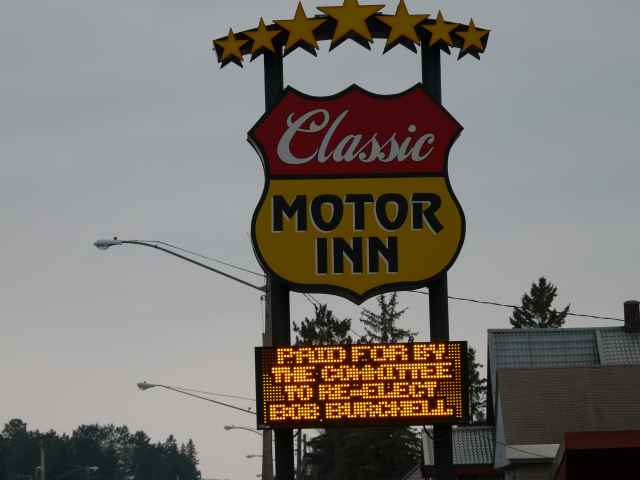 Classic
MOTOR
INN
PAID FOR BY
THE COMMITTEE
TO RE-ELECT
BOB BURCHELL